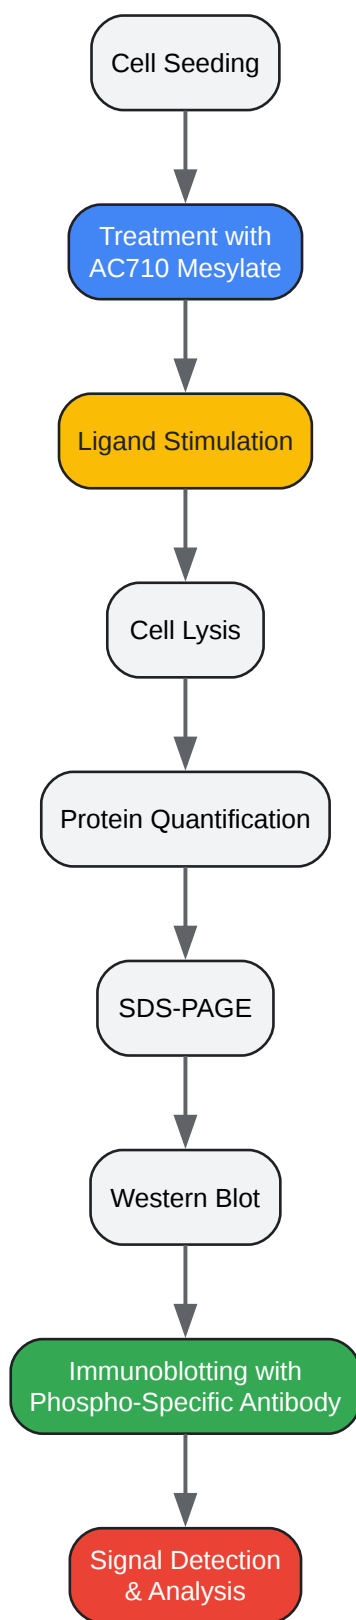 Cell Seeding
Treatment with
AC710 Mesylate
Ligand Stimulation
Cell Lysis
Protein Quantification
SDS-PAGE
Western Blot
Immunoblotting with
Phospho-Specific Antibody
Signal Detection
& Analysis